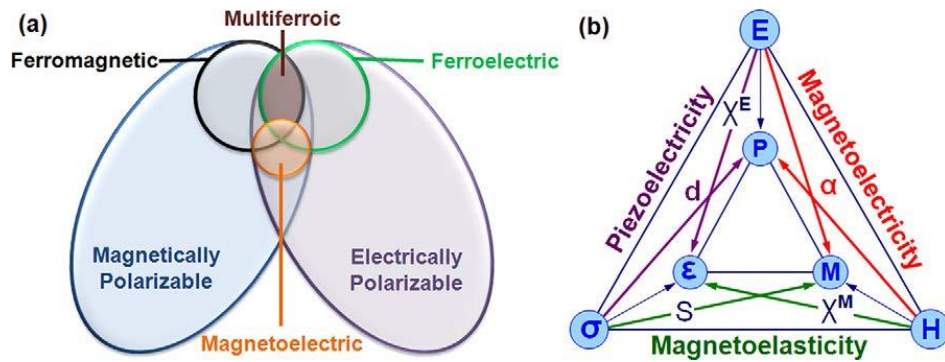 (a)
Multiferroic
Ferromagnetic
Ferroelectric
Magnetically
Polarizable
Electrically
Polarizable
Magnetoelectric
(b)
E
Piezoelectricity
Magnetoelectricity
χᴱ
P
d
α
ε
M
S
χᴹ
σ
H
Magnetoelasticity